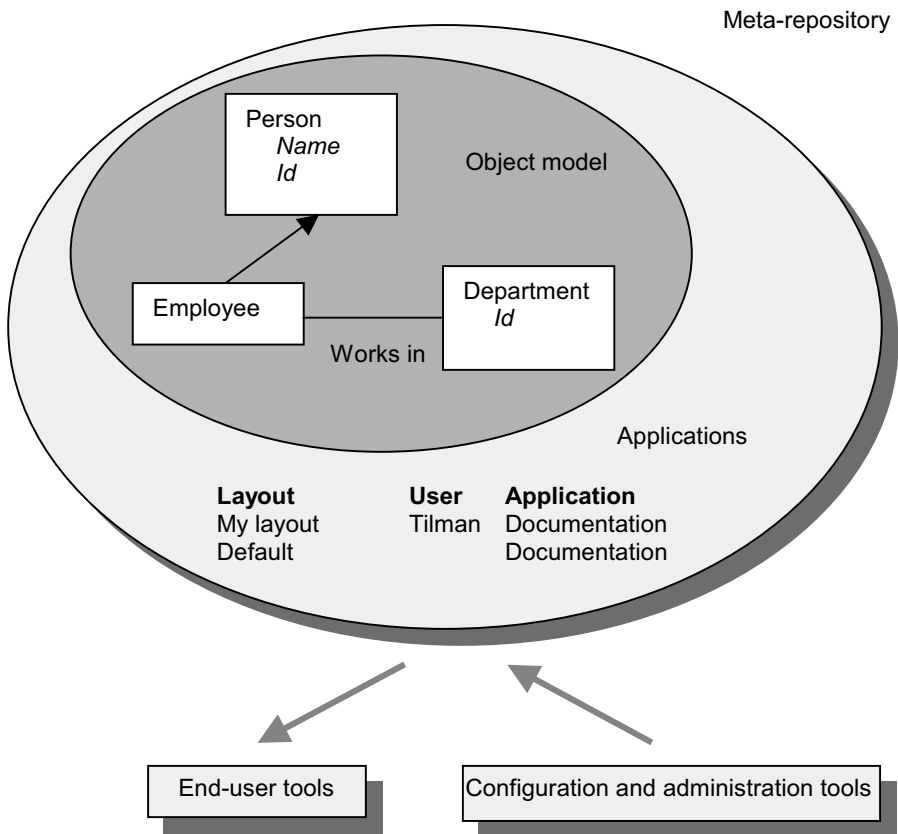 Meta-repository
Person
Name
Id
Object model
Employee
Department
Id
Works in
Applications
Layout User Application
My layout Tilman Documentation
Default Documentation
End-user tools
Configuration and administration tools